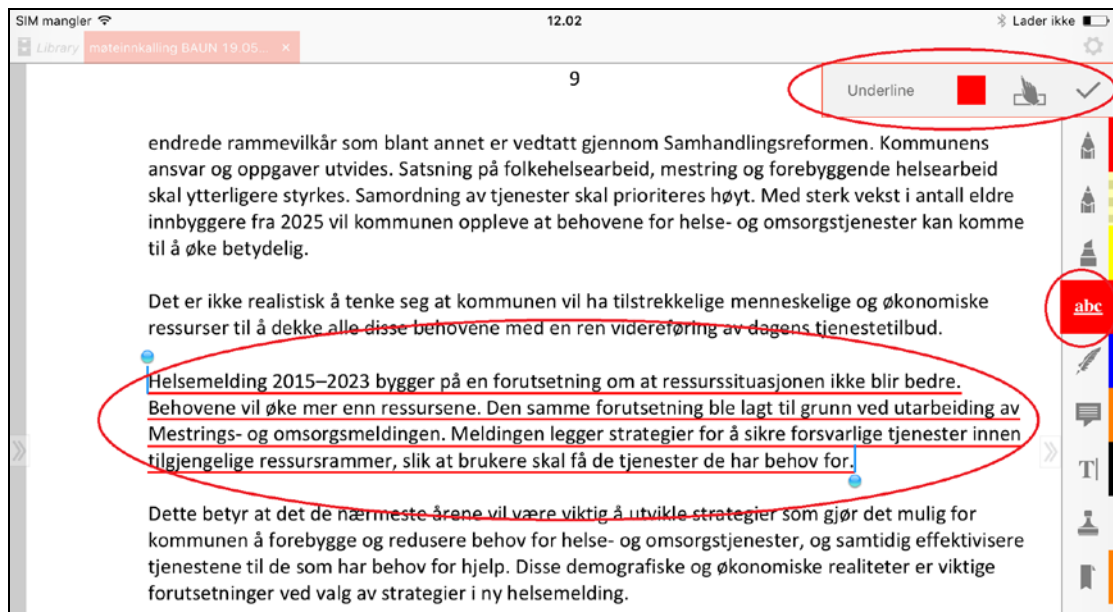 SIM mangler 12.02 Lader ikke
Library møteinnkalling BAUN 19.05... ×
9
Underline
endrede rammevilkår som blant annet er vedtatt gjennom Samhandlingsreformen. Kommunens
ansvar og oppgaver utvides. Satsning på folkehelsearbeid, mestring og forebyggende helsearbeid
skal ytterligere styrkes. Samordning av tjenester skal prioriteres høyt. Med sterk vekst i antall eldre
innbyggere fra 2025 vil kommunen oppleve at behovene for helse- og omsorgstjenester kan komme
til å øke betydelig.
Det er ikke realistisk å tenke seg at kommunen vil ha tilstrekkelige menneskelige og økonomiske
ressurser til å dekke alle disse behovene med en ren videreføring av dagens tjenestetilbud.
abc
Helsemelding 2015–2023 bygger på en forutsetning om at ressurssituasjonen ikke blir bedre.
Behovene vil øke mer enn ressursene. Den samme forutsetning ble lagt til grunn ved utarbeiding av
Mestrings- og omsorgsmeldingen. Meldingen legger strategier for å sikre forsvarlige tjenester innen
tilgjengelige ressursrammer, slik at brukere skal få de tjenester de har behov for.
T|
Dette betyr at det de nærmeste årene vil være viktig å utvikle strategier som gjør det mulig for
kommunen å forebygge og redusere behov for helse- og omsorgstjenester, og samtidig effektivisere
tjenestene til de som har behov for hjelp. Disse demografiske og økonomiske realiteter er viktige
forutsetninger ved valg av strategier i ny helsemelding.